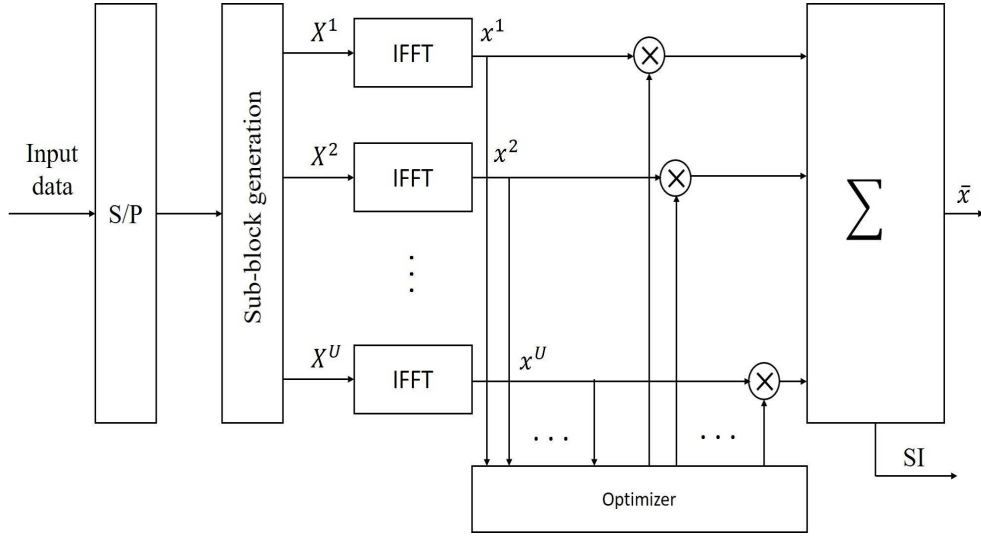 Input
data
S/P
Sub-block generation
X¹
IFFT
x¹
X²
IFFT
x²
X^U
IFFT
x^U
Optimizer
∑
x̄
SI